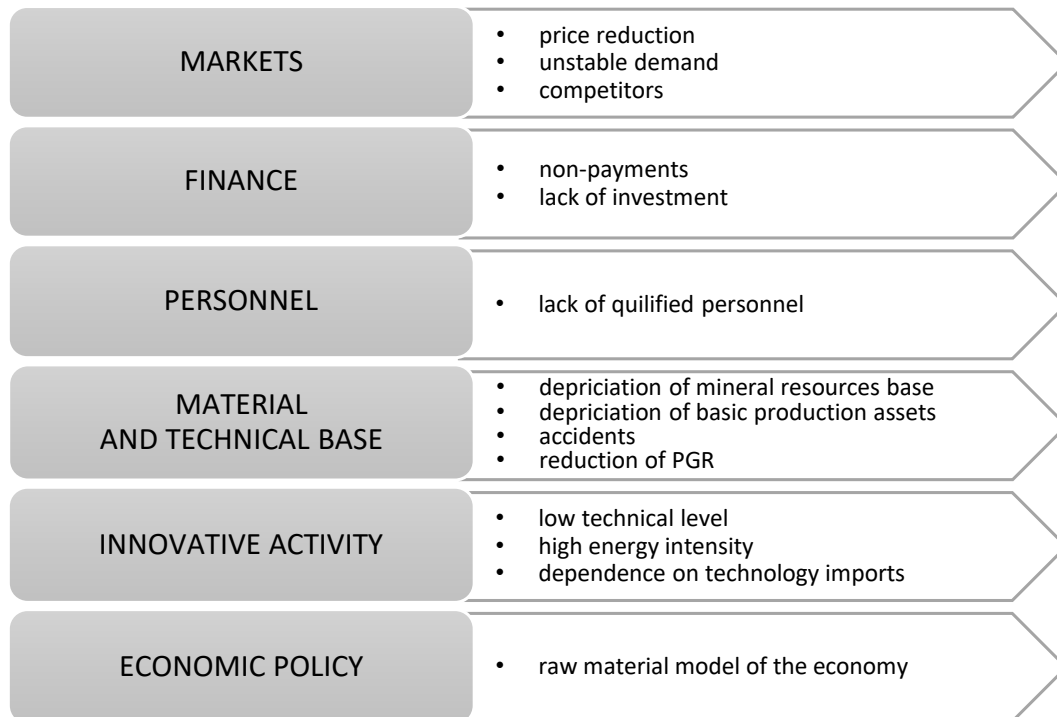 MARKETS
• price reduction
• unstable demand
• competitors
FINANCE
• non-payments
• lack of investment
PERSONNEL
• lack of quilified personnel
MATERIAL
AND TECHNICAL BASE
• depriciation of mineral resources base
• depriciation of basic production assets
• accidents
• reduction of PGR
INNOVATIVE ACTIVITY
• low technical level
• high energy intensity
• dependence on technology imports
ECONOMIC POLICY
• raw material model of the economy